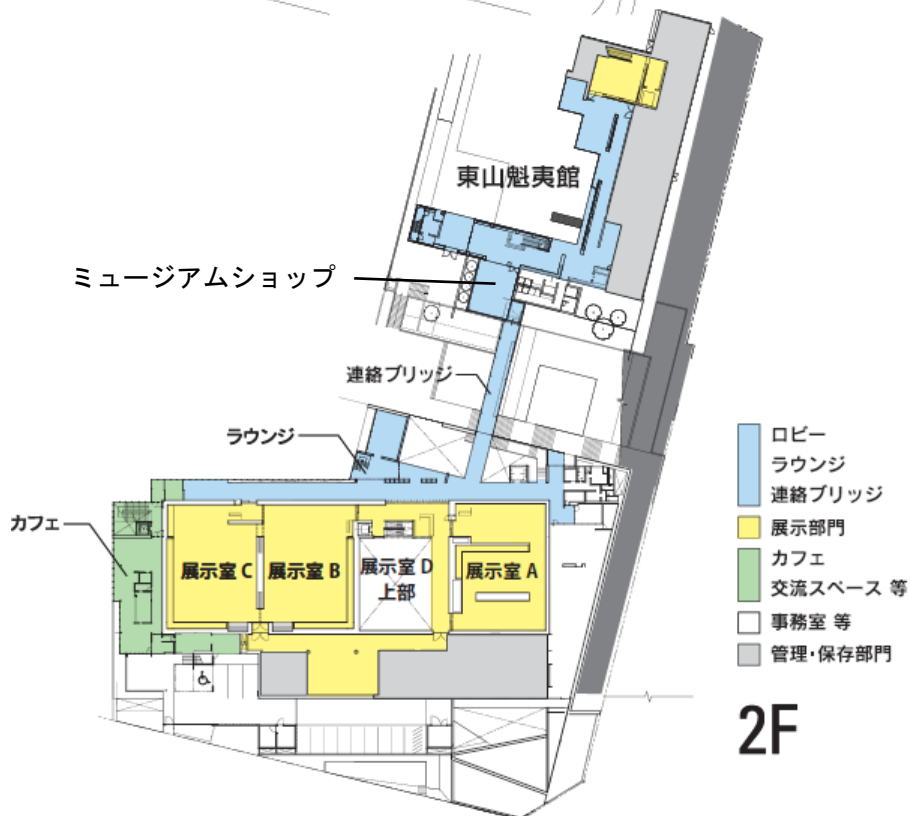 東山魁夷館
ミュージアムショップ
連絡ブリッジ
ラウンジ
カフェ
展示室 C
展示室 B
展示室 D
上部
展示室 A
ロビー
ラウンジ
連絡ブリッジ
展示部門
カフェ
交流スペース 等
事務室 等
管理・保存部門
2F